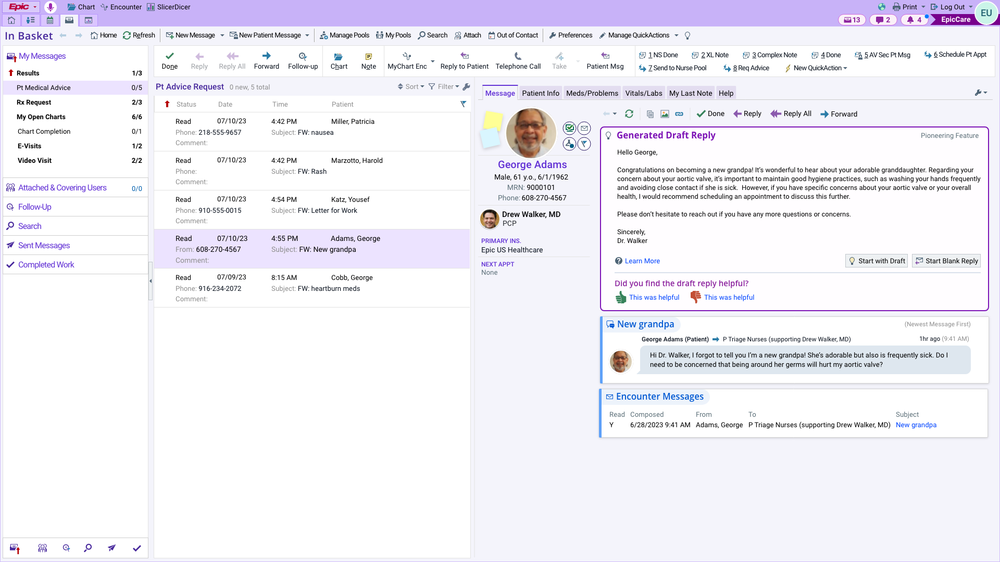 Epic
Chart
Encounter
SlicerDicer
Print
Log Out
EU
13
2
4
EpicCare
In Basket
Home
Refresh
New Message
New Patient Message
Manage Pools
My Pools
Search
Attach
Out of Contact
Preferences
Manage QuickActions
My Messages
Results 1/3
Pt Medical Advice 0/5
Rx Request 2/3
My Open Charts 6/6
Chart Completion 0/1
E-Visits 1/2
Video Visit 2/2
Attached & Covering Users 0/0
Follow-Up
Search
Sent Messages
Completed Work
Done
Reply
Reply All
Forward
Follow-up
Chart
Note
MyChart Enc
Reply to Patient
Telephone Call
Take
Patient Msg
1 NS Done
2 XL Note
3 Complex Note
4 Done
5 AV Sec Pt Msg
6 Schedule Pt Appt
7 Send to Nurse Pool
8 Req Advice
New QuickAction
Pt Advice Request 0 new, 5 total
Sort
Filter
Status Date Time Patient
Read 07/10/23 4:42 PM Miller, Patricia
Phone: 218-555-9657 Subject: FW: nausea
Comment:
Read 07/10/23 4:42 PM Marzotto, Harold
Phone: Subject: FW: Rash
Comment:
Read 07/10/23 4:54 PM Katz, Yousef
Phone: 910-555-0015 Subject: FW: Letter for Work
Comment:
Read 07/10/23 4:55 PM Adams, George
From: 608-270-4567 Subject: FW: New grandpa
Comment:
Read 07/09/23 8:15 AM Cobb, George
Phone: 916-234-2072 Subject: FW: heartburn meds
Comment:
Message
Patient Info
Meds/Problems
Vitals/Labs
My Last Note
Help
George Adams
Male, 61 y.o., 6/1/1962
MRN: 9000101
Phone: 608-270-4567
Drew Walker, MD
PCP
PRIMARY INS.
Epic US Healthcare
NEXT APPT
None
Done
Reply
Reply All
Forward
Generated Draft Reply
Pioneering Feature
Hello George,
Congratulations on becoming a new grandpa! It's wonderful to hear about your adorable granddaughter. Regarding your
concern about your aortic valve, it's important to maintain good hygiene practices, such as washing your hands frequently
and avoiding close contact if she is sick. However, if you have specific concerns about your aortic valve or your overall
health, I would recommend scheduling an appointment to discuss this further.
Please don't hesitate to reach out if you have any more questions or concerns.
Sincerely,
Dr. Walker
Learn More
Start with Draft
Start Blank Reply
Did you find the draft reply helpful?
This was helpful
This was helpful
New grandpa
(Newest Message First)
George Adams (Patient) P Triage Nurses (supporting Drew Walker, MD)
1hr ago (9:41 AM)
Hi Dr. Walker, I forgot to tell you I'm a new grandpa! She's adorable but also is frequently sick. Do I
need to be concerned that being around her germs will hurt my aortic valve?
Encounter Messages
Read Composed From To Subject
Y 6/28/2023 9:41 AM Adams, George P Triage Nurses (supporting Drew Walker, MD) New grandpa